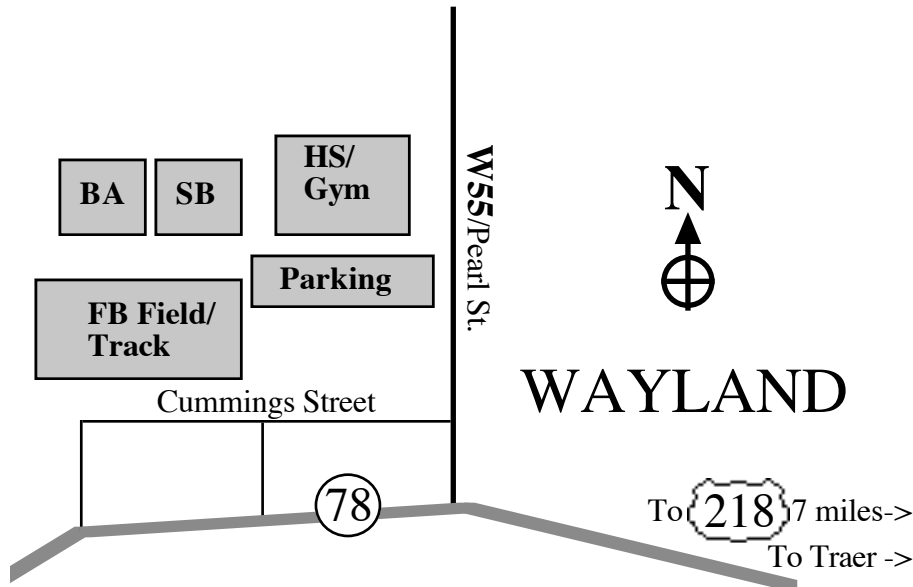 HS/
Gym
BA
SB
W55/Pearl St.
N
Parking
FB Field/
Track
WAYLAND
Cummings Street
78
To 218 7 miles->
To Traer ->